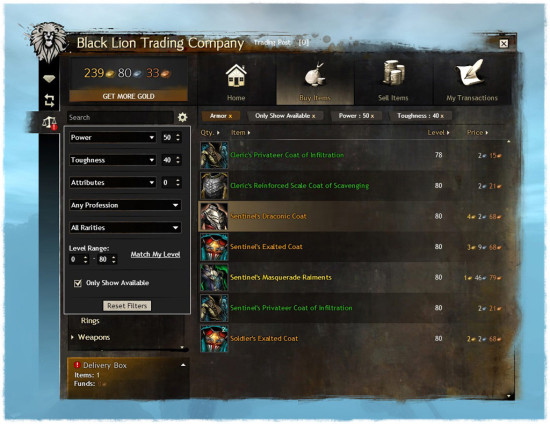 Black Lion Trading Company Trading Post [O]
239 80 33
GET MORE GOLD
Home
Buy Items
Sell Items
My Transactions
Search
Armor x
Only Show Available x
Power : 50 x
Toughness : 40 x
Qty. Item Level Price
Power 50
Toughness 40
Attributes 0
Any Profession
All Rarities
Level Range:
0 - 80 Match My Level
Only Show Available
Reset Filters
Rings
Weapons
Delivery Box
Items: 1
Funds:
Cleric's Privateer Coat of Infiltration 78 2 15
Cleric's Reinforced Scale Coat of Scavenging 80 2 21
Sentinel's Draconic Coat 80 4 2 68
Sentinel's Exalted Coat 80 3 9 68
Sentinel's Masquerade Raiments 80 1 46 79
Sentinel's Privateer Coat of Infiltration 80 2 21
Soldier's Exalted Coat 80 2 2 68